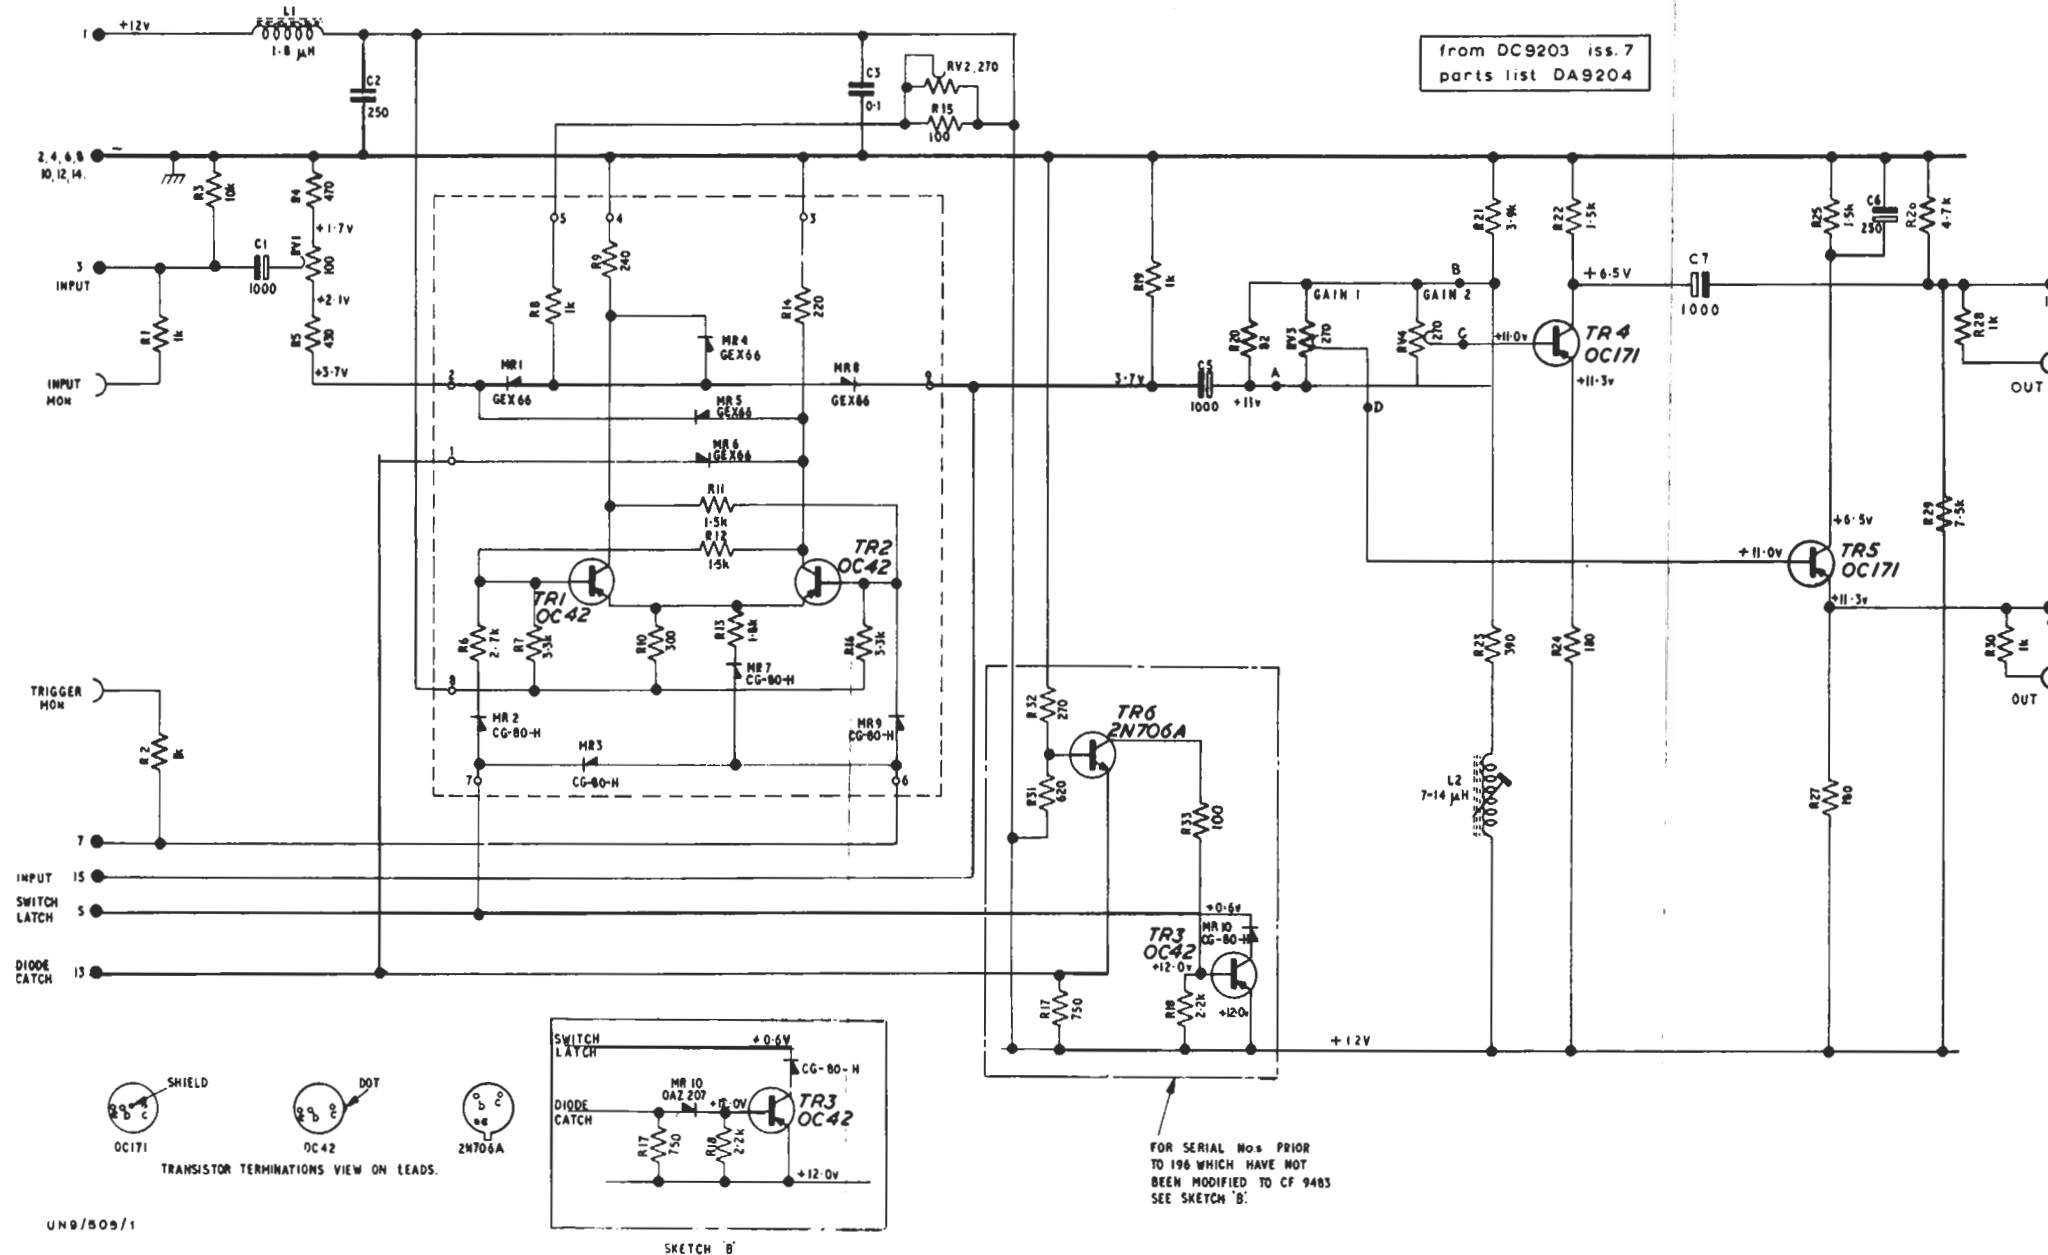 L1
1 +12V
1·8 µH
C2
250
C3
0·1
RV2,270
R15
100
from DC9203 iss.7
parts list DA9204
2,4,6,8
10,12,14.
~
R3
10k
R4
470
+1·7V
RV1
100
+2·1V
R5
430
+3·7V
3
INPUT
C1
1000
R1
1k
INPUT
MON
5
4
3
R9
240
R8
1k
R14
220
MR4
GEX66
2
MR1
GEX66
MR8
GEX66
9
MR5
GEX66
MR6
GEX66
1
R11
1·5k
R12
1·5k
TR1
OC42
TR2
OC42
R6
2·7k
R7
3·3k
R10
300
R13
1·8k
R16
3·3k
MR7
CG-80-H
8
MR2
CG-80-H
MR9
CG-80-H
MR3
CG-80-H
7
6
TRIGGER
MON
R2
1k
7
INPUT 15
SWITCH
LATCH
5
DIODE
CATCH
13
R19
1k
3·7V
C5
1000
+11v
A
R20
82
RV3
270
GAIN 1
GAIN 2
RV4
270
B
C
D
R21
3·9k
R22
1·5k
+6·5V
+11·0v
TR4
OC171
+11·3v
C7
1000
R25
1·5k
C6
250
4·7k
R28
1k
OUT
R29
7·5k
+6·5v
+11·0v
TR5
OC171
+11·3v
R30
1k
OUT
R27
180
R23
390
R24
180
L2
7-14 µH
R32
270
R31
620
TR6
2N706A
R33
100
+0·6v
MR10
CG-80-H
TR3
OC42
+12·0v
R17
750
R18
2·2k
+12·0v
+12V
SWITCH
LATCH
+0·6V
CG-80-H
DIODE
CATCH
MR10
OAZ207
TR3
OC42
R17
750
R18
2·2k
+12·0v
SKETCH 'B'
SHIELD
DOT
OC171
OC42
2N706A
TRANSISTOR TERMINATIONS VIEW ON LEADS.
FOR SERIAL No.s PRIOR
TO 196 WHICH HAVE NOT
BEEN MODIFIED TO CF 9483
SEE SKETCH 'B'.
UN9/509/1